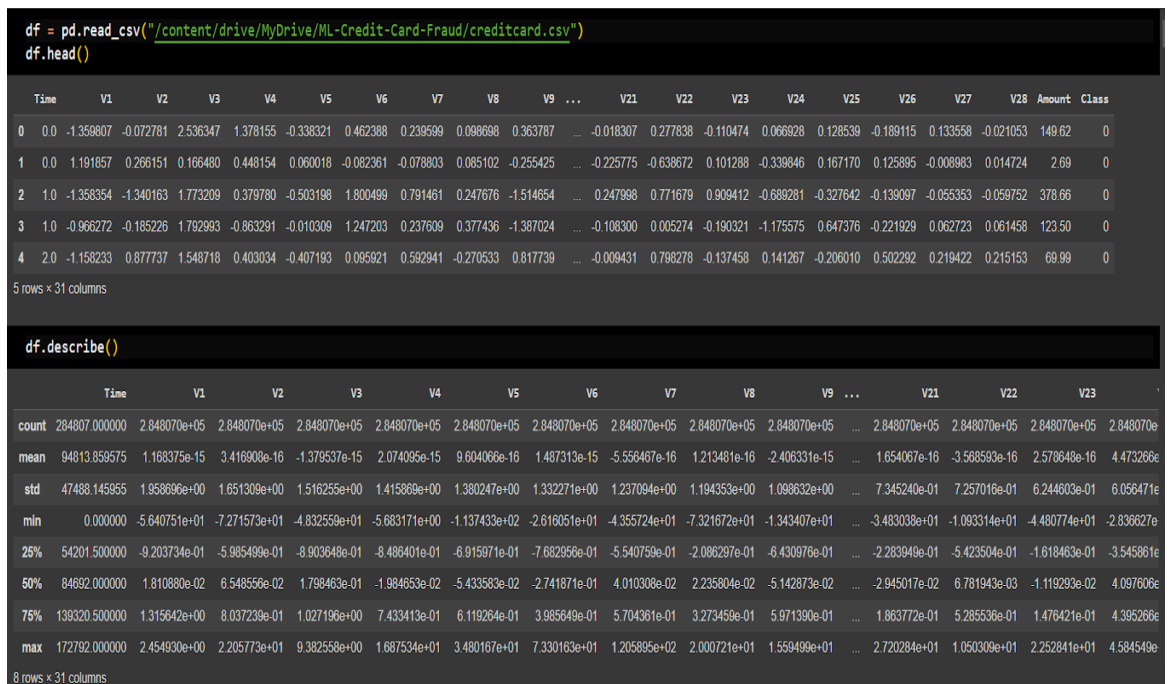 df = pd.read_csv("/content/drive/MyDrive/ML-Credit-Card-Fraud/creditcard.csv")
df.head()
Time V1 V2 V3 V4 V5 V6 V7 V8 V9 ... V21 V22 V23 V24 V25 V26 V27 V28 Amount Class
0 0.0 -1.359807 -0.072781 2.536347 1.378155 -0.338321 0.462388 0.239599 0.098698 0.363787 ... -0.018307 0.277838 -0.110474 0.066928 0.128539 -0.189115 0.133558 -0.021053 149.62 0
1 0.0 1.191857 0.266151 0.166480 0.448154 0.060018 -0.082361 -0.078803 0.085102 -0.255425 ... -0.225775 -0.638672 0.101288 -0.339846 0.167170 0.125895 -0.008983 0.014724 2.69 0
2 1.0 -1.358354 -1.340163 1.773209 0.379780 -0.503198 1.800499 0.791461 0.247676 -1.514654 ... 0.247998 0.771679 0.909412 -0.689281 -0.327642 -0.139097 -0.055353 -0.059752 378.66 0
3 1.0 -0.966272 -0.185226 1.792993 -0.863291 -0.010309 1.247203 0.237609 0.377436 -1.387024 ... -0.108300 0.005274 -0.190321 -1.175575 0.647376 -0.221929 0.062723 0.061458 123.50 0
4 2.0 -1.158233 0.877737 1.548718 0.403034 -0.407193 0.095921 0.592941 -0.270533 0.817739 ... -0.009431 0.798278 -0.137458 0.141267 -0.206010 0.502292 0.219422 0.215153 69.99 0
5 rows × 31 columns
df.describe()
Time V1 V2 V3 V4 V5 V6 V7 V8 V9 ... V21 V22 V23
count 284807.000000 2.848070e+05 2.848070e+05 2.848070e+05 2.848070e+05 2.848070e+05 2.848070e+05 2.848070e+05 2.848070e+05 2.848070e+05 ... 2.848070e+05 2.848070e+05 2.848070e+05 2.848070e
mean 94813.859575 1.168375e-15 3.416908e-16 -1.379537e-15 2.074095e-15 9.604066e-16 1.487313e-15 -5.556467e-16 1.213481e-16 -2.406331e-15 ... 1.654067e-16 -3.568593e-16 2.578648e-16 4.473266e
std 47488.145955 1.958696e+00 1.651309e+00 1.516255e+00 1.415869e+00 1.380247e+00 1.332271e+00 1.237094e+00 1.194353e+00 1.098632e+00 ... 7.345240e-01 7.257016e-01 6.244603e-01 6.056471e
min 0.000000 -5.640751e+01 -7.271573e+01 -4.832559e+01 -5.683171e+00 -1.137433e+02 -2.616051e+01 -4.355724e+01 -7.321672e+01 -1.343407e+01 ... -3.483038e+01 -1.093314e+01 -4.480774e+01 -2.836627e
25% 54201.500000 -9.203734e-01 -5.985499e-01 -8.903648e-01 -8.486401e-01 -6.915971e-01 -7.682956e-01 -5.540759e-01 -2.086297e-01 -6.430976e-01 ... -2.283949e-01 -5.423504e-01 -1.618463e-01 -3.545861e
50% 84692.000000 1.810880e-02 6.548556e-02 1.798463e-01 -1.984653e-02 -5.433583e-02 -2.741871e-01 4.010308e-02 2.235804e-02 -5.142873e-02 ... -2.945017e-02 6.781943e-03 -1.119293e-02 4.097606e
75% 139320.500000 1.315642e+00 8.037239e-01 1.027196e+00 7.433413e-01 6.119264e-01 3.985649e-01 5.704361e-01 3.273459e-01 5.971390e-01 ... 1.863772e-01 5.285536e-01 1.476421e-01 4.395266e
max 172792.000000 2.454930e+00 2.205773e+01 9.382558e+00 1.687534e+01 3.480167e+01 7.330163e+01 1.205895e+02 2.000721e+01 1.559499e+01 ... 2.720284e+01 1.050309e+01 2.252841e+01 4.584549e
8 rows × 31 columns